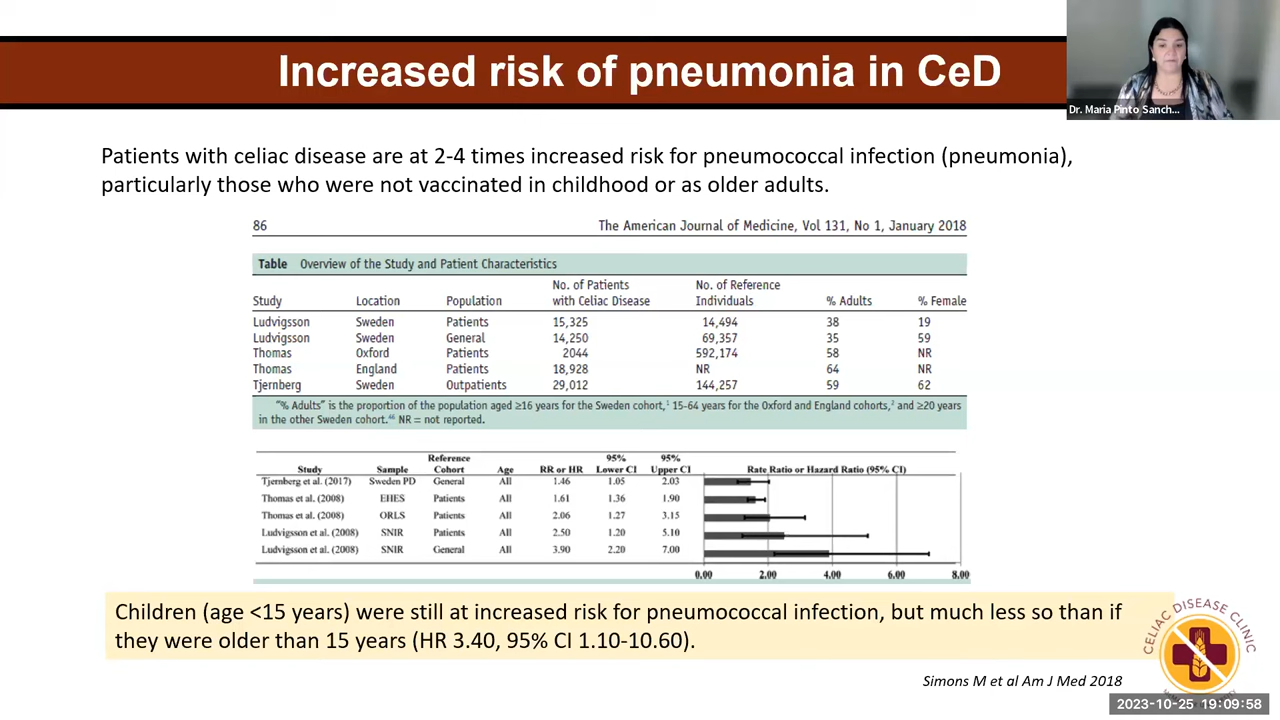 Increased risk of pneumonia in CeD
Dr. Maria Pinto Sanch...
Patients with celiac disease are at 2-4 times increased risk for pneumococcal infection (pneumonia),
particularly those who were not vaccinated in childhood or as older adults.
86 The American Journal of Medicine, Vol 131, No 1, January 2018
Table Overview of the Study and Patient Characteristics
No. of Patients No. of Reference
Study Location Population with Celiac Disease Individuals % Adults % Female
Ludvigsson Sweden Patients 15,325 14,494 38 19
Ludvigsson Sweden General 14,250 69,357 35 59
Thomas Oxford Patients 2044 592,174 58 NR
Thomas England Patients 18,928 NR 64 NR
Tjernberg Sweden Outpatients 29,012 144,257 59 62
"% Adults" is the proportion of the population aged ≥16 years for the Sweden cohort,¹ 15-64 years for the Oxford and England cohorts,² and ≥20 years
in the other Sweden cohort.⁴⁶ NR = not reported.
Reference 95% 95%
Study Sample Cohort Age RR or HR Lower CI Upper CI Rate Ratio or Hazard Ratio (95% CI)
Tjernberg et al. (2017) Sweden PD General All 1.46 1.05 2.03
Thomas et al. (2008) EHES Patients All 1.61 1.36 1.90
Thomas et al. (2008) ORLS Patients All 2.06 1.27 3.15
Ludvigsson et al. (2008) SNIR Patients All 2.50 1.20 5.10
Ludvigsson et al. (2008) SNIR General All 3.90 2.20 7.00
0.00 2.00 4.00 6.00 8.00
Children (age <15 years) were still at increased risk for pneumococcal infection, but much less so than if
they were older than 15 years (HR 3.40, 95% CI 1.10-10.60).
CELIAC DISEASE CLINIC
Simons M et al Am J Med 2018
2023-10-25 19:09:58